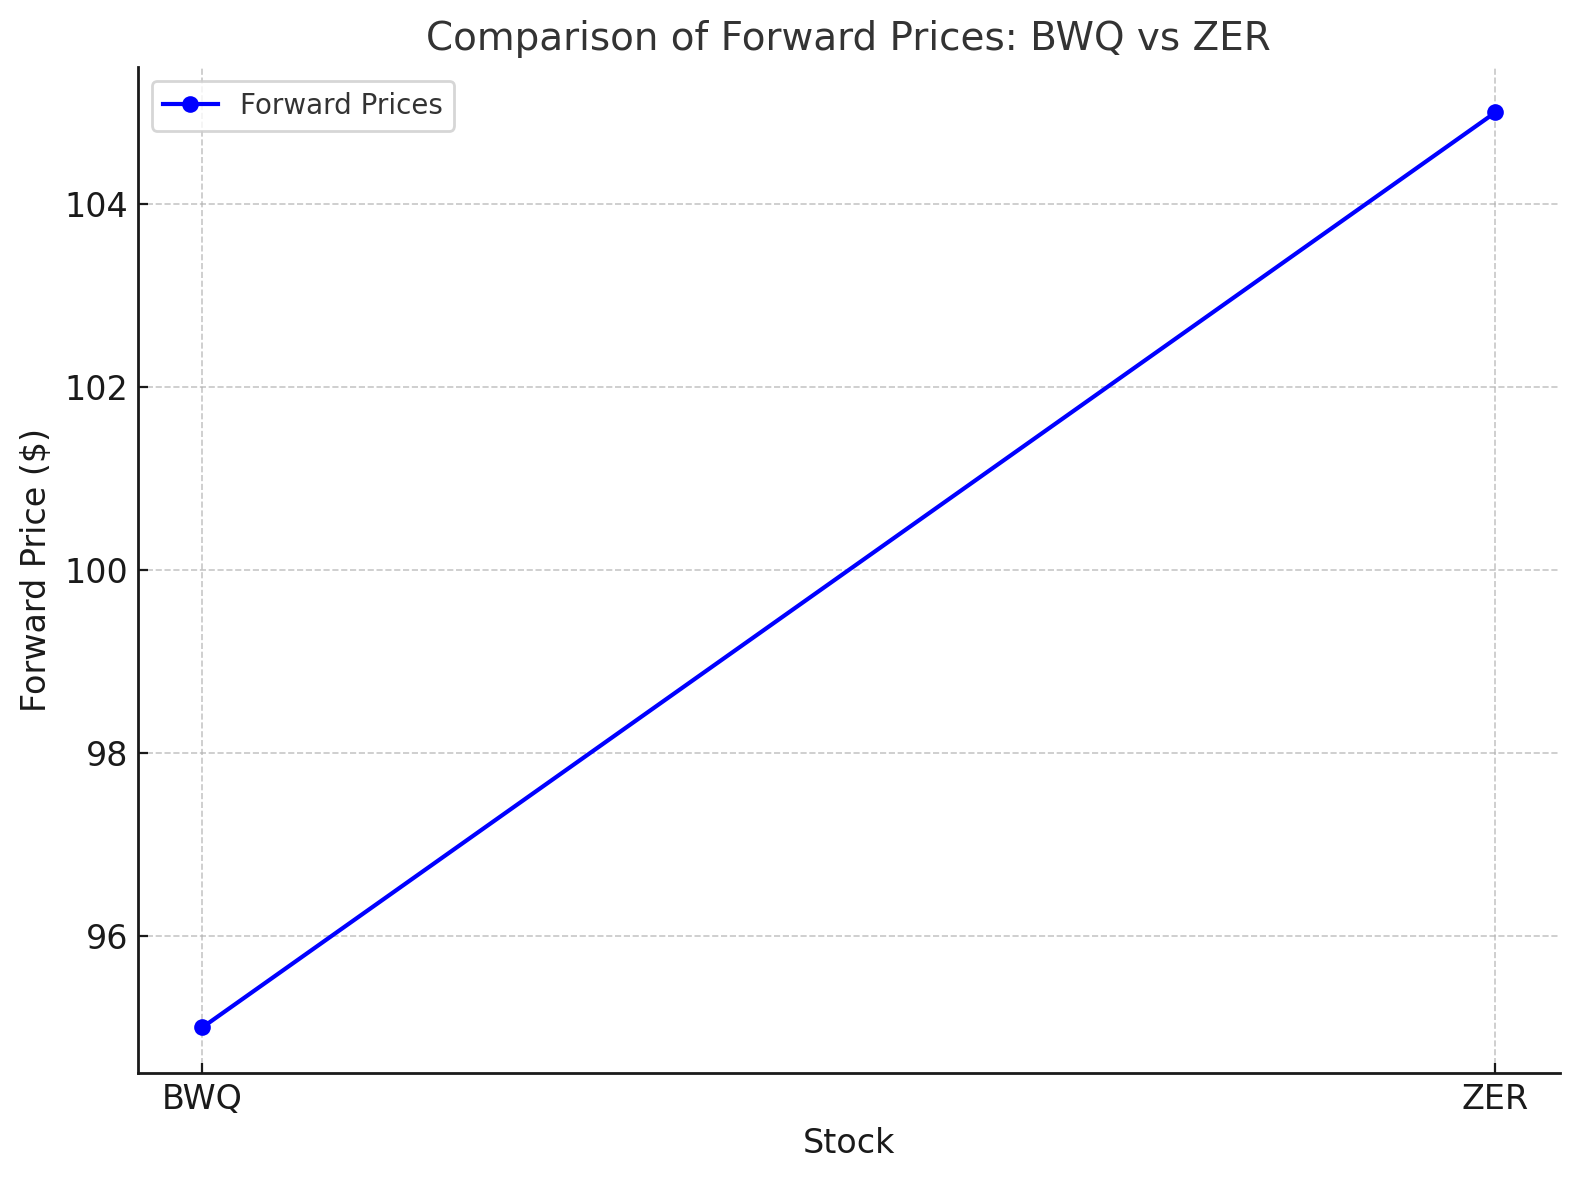 Comparison of Forward Prices: BWQ vs ZER
Forward Prices
104
102
100
98
96
Forward Price ($)
BWQ
ZER
Stock